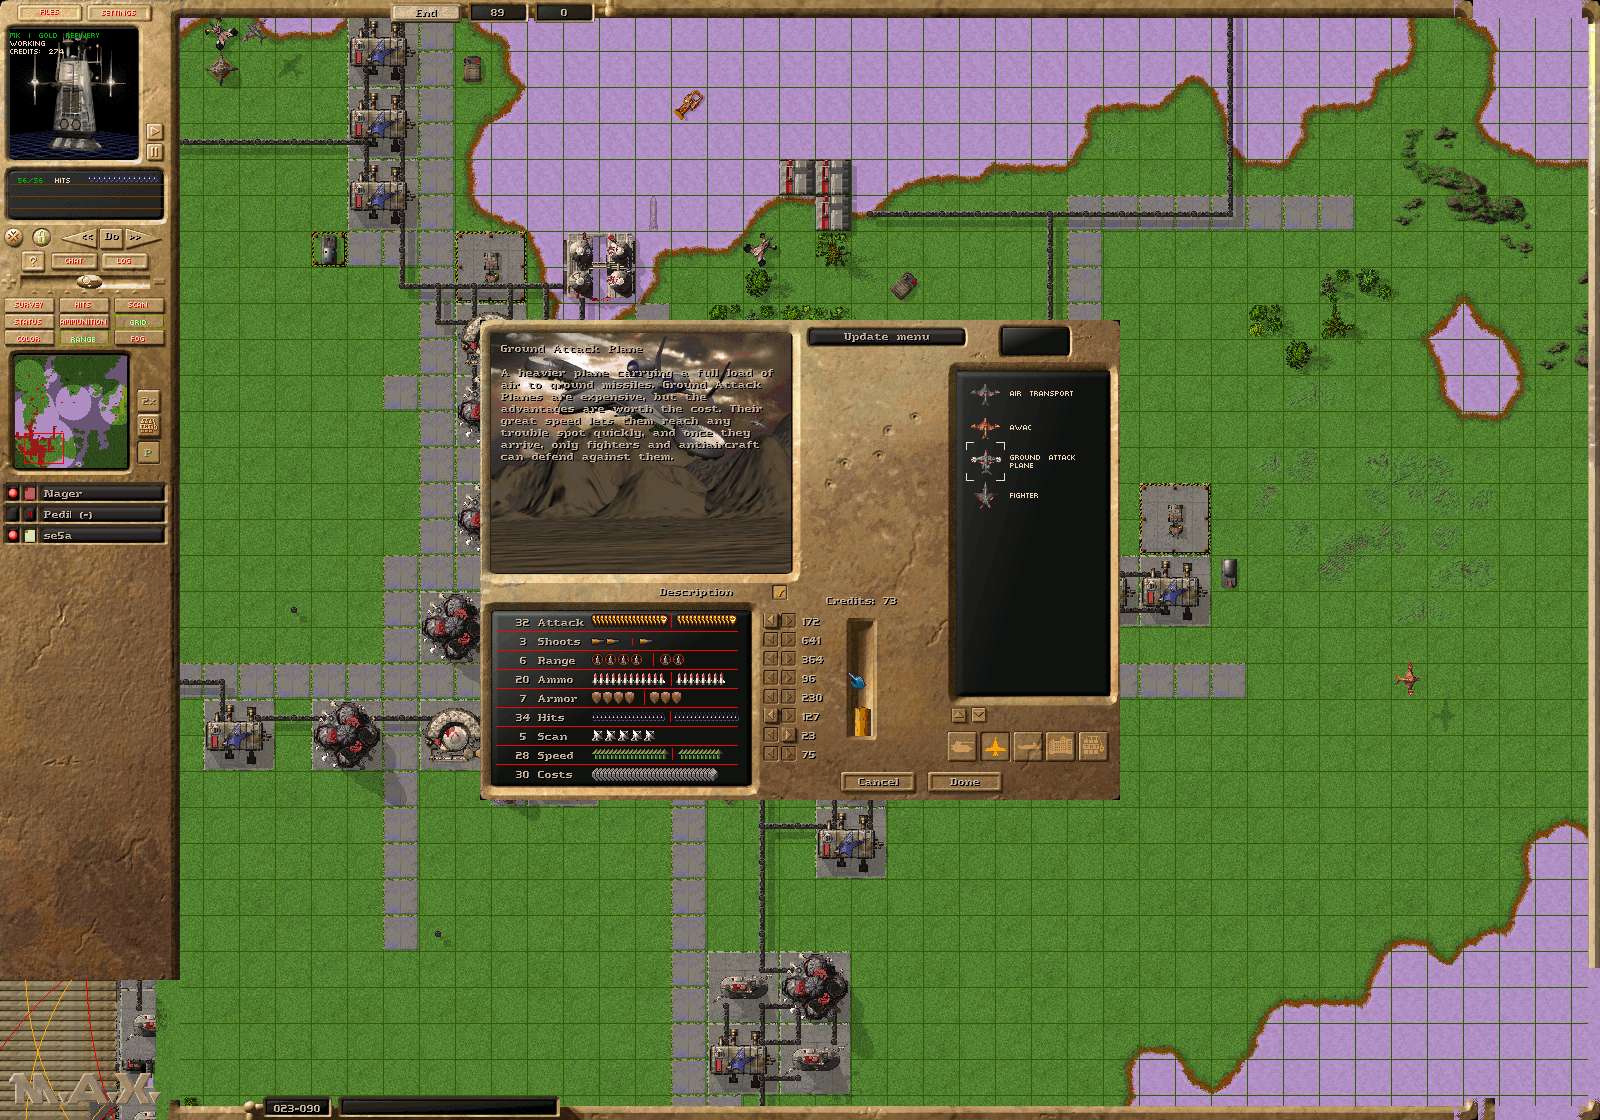 FILES
SETTINGS
End
89
0
MK I GOLD REFINERY
WORKING
CREDITS: 274
56/56 HITS
<<
Do
>>
?
CHAT
LOG
SURVEY
HITS
SCAN
STATUS
AMMUNITION
GRID
COLOR
RANGE
FOG
2x
P
Nager
Pedil (-)
se5a
Ground Attack Plane
A heavier plane carrying a full load of
air to ground missiles. Ground Attack
Planes are expensive, but the
advantages are worth the cost. Their
great speed lets them reach any
trouble spot quickly, and once they
arrive, only fighters and antiaircraft
can defend against them.
Description
Update menu
AIR TRANSPORT
AWAC
GROUND ATTACK
PLANE
FIGHTER
Credits: 73
32 Attack 172
3 Shoots 641
6 Range 364
20 Ammo 96
7 Armor 230
34 Hits 127
5 Scan 23
28 Speed 75
30 Costs
Cancel
Done
M.A.X.
023-090